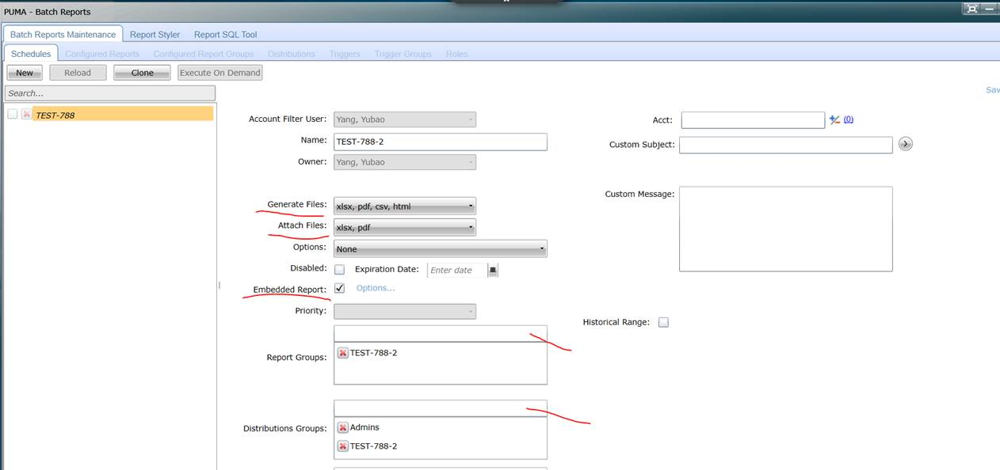 PUMA - Batch Reports
Batch Reports Maintenance Report Styler Report SQL Tool
Schedules Configured Reports Configured Report Groups Distributions Triggers Trigger Groups Roles
New Reload Clone Execute On Demand
Search...
Sav
TEST-788
Account Filter User: Yang, Yubao
Acct: (0)
Name: TEST-788-2
Custom Subject:
Owner: Yang, Yubao
Custom Message:
Generate Files: xlsx, pdf, csv, html
Attach Files: xlsx, pdf
Options: None
Disabled: Expiration Date: Enter date
Embedded Report: Options...
Priority:
Historical Range:
TEST-788-2
Report Groups:
Admins
Distributions Groups:
TEST-788-2